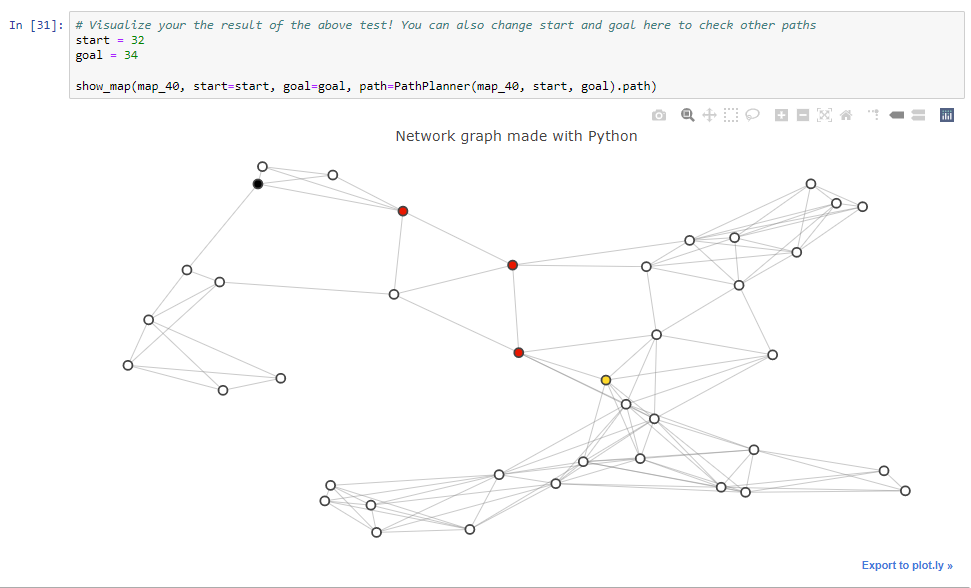 In [31]:
# Visualize your the result of the above test! You can also change start and goal here to check other paths
start = 32
goal = 34
show_map(map_40, start=start, goal=goal, path=PathPlanner(map_40, start, goal).path)
Network graph made with Python
Export to plot.ly »